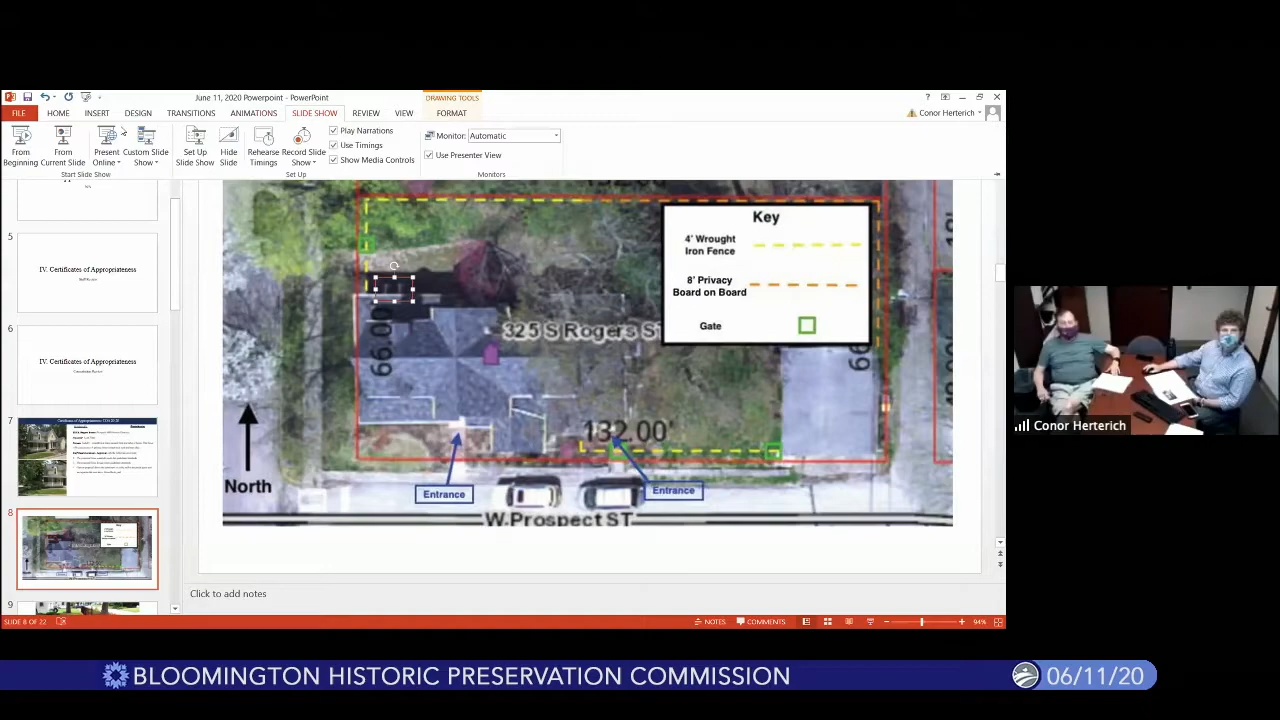 June 11, 2020 Powerpoint - PowerPoint
DRAWING TOOLS
FILE
HOME
INSERT
DESIGN
TRANSITIONS
ANIMATIONS
SLIDE SHOW
REVIEW
VIEW
FORMAT
Conor Herterich
From Beginning
From Current Slide
Present Online
Custom Slide Show
Set Up Slide Show
Hide Slide
Rehearse Timings
Record Slide Show
Play Narrations
Use Timings
Show Media Controls
Monitor: Automatic
Use Presenter View
Start Slide Show
Set Up
Monitors
5
IV. Certificates of Appropriateness
6
IV. Certificates of Appropriateness
7
8
9
Key
4' Wrought
Iron Fence
8' Privacy
Board on Board
Gate
325 S Rogers ST
66.00'
66
132.00'
North
Entrance
Entrance
W Prospect ST
Click to add notes
SLIDE 8 OF 22
NOTES
COMMENTS
94%
Conor Herterich
BLOOMINGTON HISTORIC PRESERVATION COMMISSION
06/11/20